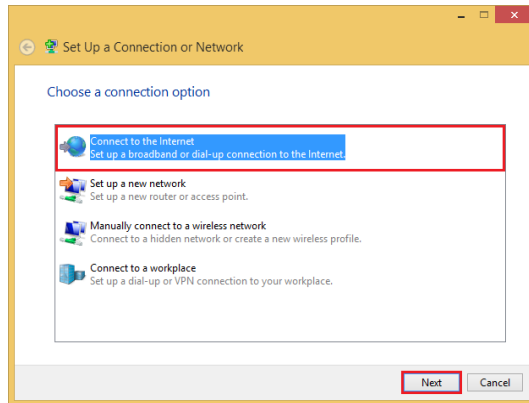 Set Up a Connection or Network
Choose a connection option
Connect to the Internet
Set up a broadband or dial-up connection to the Internet.
Set up a new network
Set up a new router or access point.
Manually connect to a wireless network
Connect to a hidden network or create a new wireless profile.
Connect to a workplace
Set up a dial-up or VPN connection to your workplace.
Next Cancel